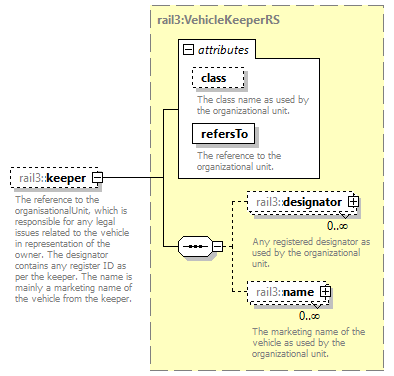 rail3:VehicleKeeperRS
attributes
class
The class name as used by
the organizational unit.
refersTo
The reference to the
organizational unit.
rail3::keeper
The reference to the
organisationalUnit, which is
responsible for any legal
issues related to the vehicle
in representation of the
owner. The designator
contains any register ID as
per the keeper. The name is
mainly a marketing name of
the vehicle from the keeper.
rail3::designator
0..∞
Any registered designator as
used by the organizational
unit.
rail3::name
0..∞
The marketing name of the
vehicle as used by the
organizational unit.